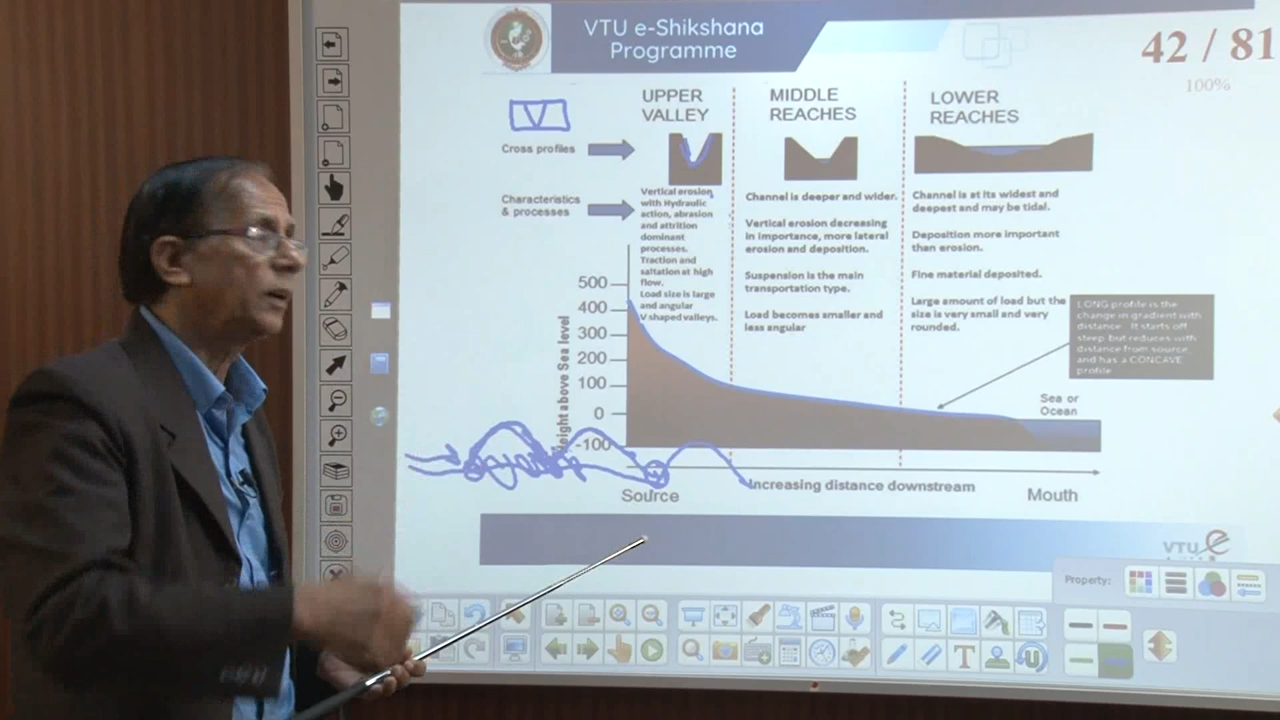 VTU e-Shikshana
Programme
42 / 81
100%
UPPER
VALLEY
MIDDLE
REACHES
LOWER
REACHES
Cross profiles
Characteristics
& processes
Vertical erosion
with Hydraulic
action, abrasion
and attrition
dominant
processes.
Traction and
saltation at high
flow.
Load size is large
and angular
V shaped valleys.
Channel is deeper and wider.
Vertical erosion decreasing
in importance, more lateral
erosion and deposition.
Suspension is the main
transportation type.
Load becomes smaller and
less angular
Channel is at its widest and
deepest and may be tidal.
Deposition more important
than erosion.
Fine material deposited.
Large amount of load but the
size is very small and very
rounded.
LONG profile is the
change in gradient with
distance. It starts off
steep but reduces with
distance from source,
and has a CONCAVE
profile
500
400
300
200
100
0
-100
Height above Sea level
Sea or
Ocean
Increasing distance downstream
Source
Mouth
VTU e
Property:
T
U